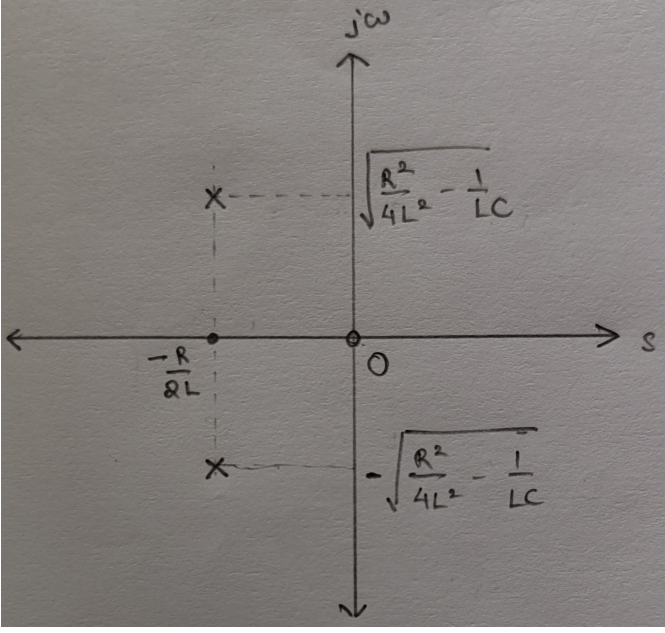 jω
√(R²/4L² - 1/LC)
S
O
-R/2L
-√(R²/4L² - 1/LC)